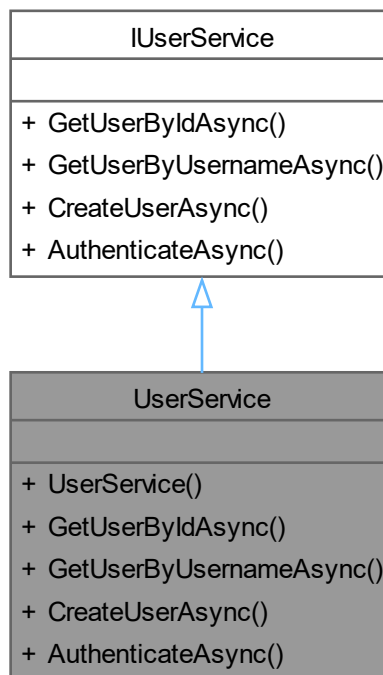 IUserService
+ GetUserByIdAsync()
+ GetUserByUsernameAsync()
+ CreateUserAsync()
+ AuthenticateAsync()
UserService
+ UserService()
+ GetUserByIdAsync()
+ GetUserByUsernameAsync()
+ CreateUserAsync()
+ AuthenticateAsync()